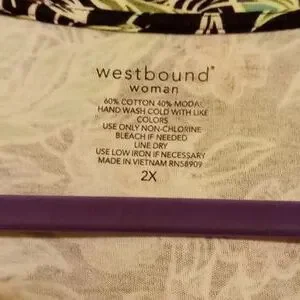 westbound®
woman
60% COTTON 40% MODAL
HAND WASH COLD WITH LIKE
COLORS
USE ONLY NON-CHLORINE
BLEACH IF NEEDED
LINE DRY
USE LOW IRON IF NECESSARY
MADE IN VIETNAM RN58909
2X